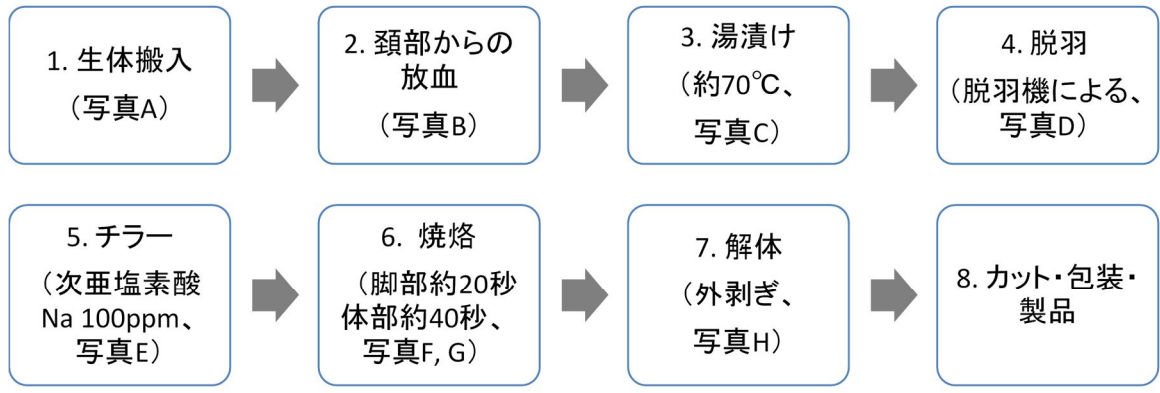 1. 生体搬入
（写真A）
2. 頚部からの
放血
（写真B）
3. 湯漬け
（約70℃、
写真C）
4. 脱羽
（脱羽機による、
写真D）
5. チラー
（次亜塩素酸
Na 100ppm、
写真E）
6. 焼烙
（脚部約20秒
体部約40秒、
写真F, G）
7. 解体
（外剥ぎ、
写真H）
8. カット・包装・
製品